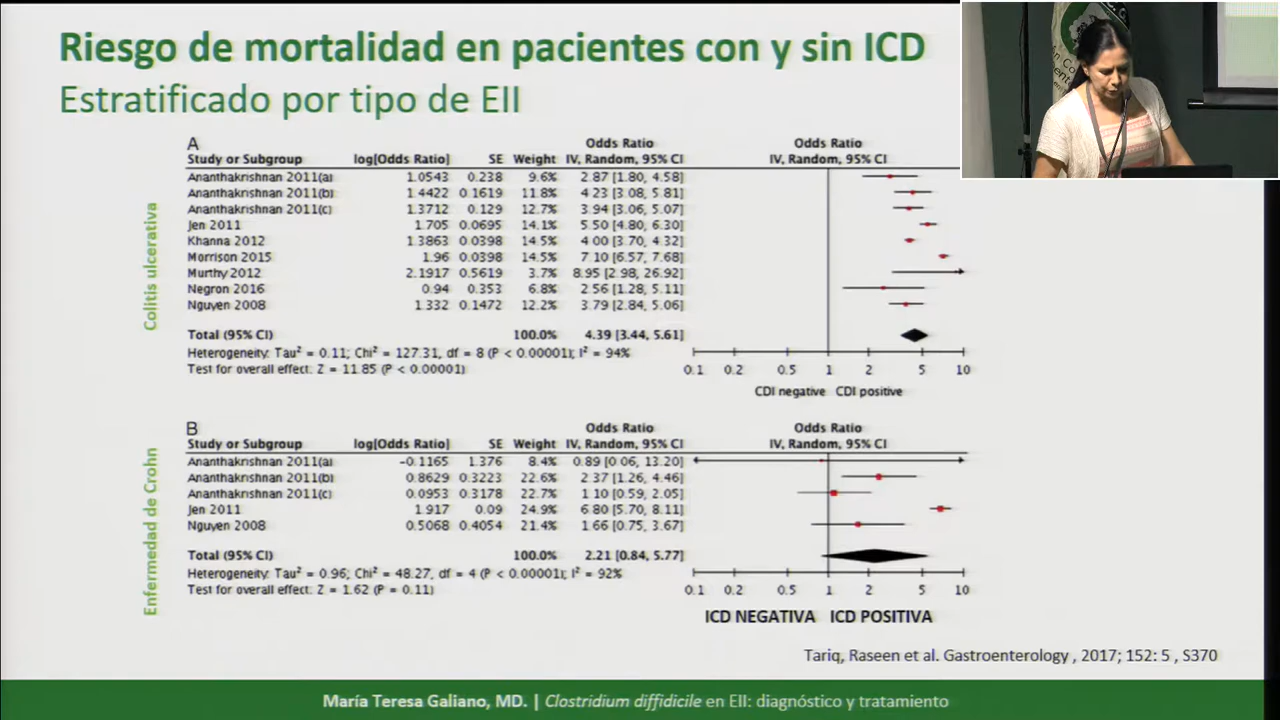 Riesgo de mortalidad en pacientes con y sin ICD
Estratificado por tipo de EII
Colitis ulcerativa
A
Odds Ratio Odds Ratio
Study or Subgroup log[Odds Ratio] SE Weight IV, Random, 95% CI IV, Random, 95% CI
Ananthakrishnan 2011(a) 1.0543 0.238 9.6% 2.87 [1.80, 4.58]
Ananthakrishnan 2011(b) 1.4422 0.1619 11.8% 4.23 [3.08, 5.81]
Ananthakrishnan 2011(c) 1.3712 0.129 12.7% 3.94 [3.06, 5.07]
Jen 2011 1.705 0.0695 14.1% 5.50 [4.80, 6.30]
Khanna 2012 1.3863 0.0398 14.5% 4.00 [3.70, 4.32]
Morrison 2015 1.96 0.0398 14.5% 7.10 [6.57, 7.68]
Murthy 2012 2.1917 0.5619 3.7% 8.95 [2.98, 26.92]
Negron 2016 0.94 0.353 6.8% 2.56 [1.28, 5.11]
Nguyen 2008 1.332 0.1472 12.2% 3.79 [2.84, 5.06]
Total (95% CI) 100.0% 4.39 [3.44, 5.61]
Heterogeneity: Tau² = 0.11; Chi² = 127.31, df = 8 (P < 0.00001); I² = 94%
Test for overall effect: Z = 11.85 (P < 0.00001)
0.1 0.2 0.5 1 2 5 10
CDI negative CDI positive
Enfermedad de Crohn
B
Odds Ratio Odds Ratio
Study or Subgroup log[Odds Ratio] SE Weight IV, Random, 95% CI IV, Random, 95% CI
Ananthakrishnan 2011(a) -0.1165 1.376 8.4% 0.89 [0.06, 13.20]
Ananthakrishnan 2011(b) 0.8629 0.3223 22.6% 2.37 [1.26, 4.46]
Ananthakrishnan 2011(c) 0.0953 0.3178 22.7% 1.10 [0.59, 2.05]
Jen 2011 1.917 0.09 24.9% 6.80 [5.70, 8.11]
Nguyen 2008 0.5068 0.4054 21.4% 1.66 [0.75, 3.67]
Total (95% CI) 100.0% 2.21 [0.84, 5.77]
Heterogeneity: Tau² = 0.96; Chi² = 48.27, df = 4 (P < 0.00001); I² = 92%
Test for overall effect: Z = 1.62 (P = 0.11)
0.1 0.2 0.5 1 2 5 10
ICD NEGATIVA ICD POSITIVA
Tariq, Raseen et al. Gastroenterology , 2017; 152: 5 , S370
María Teresa Galiano, MD. | Clostridium diffidicile en EII: diagnóstico y tratamiento